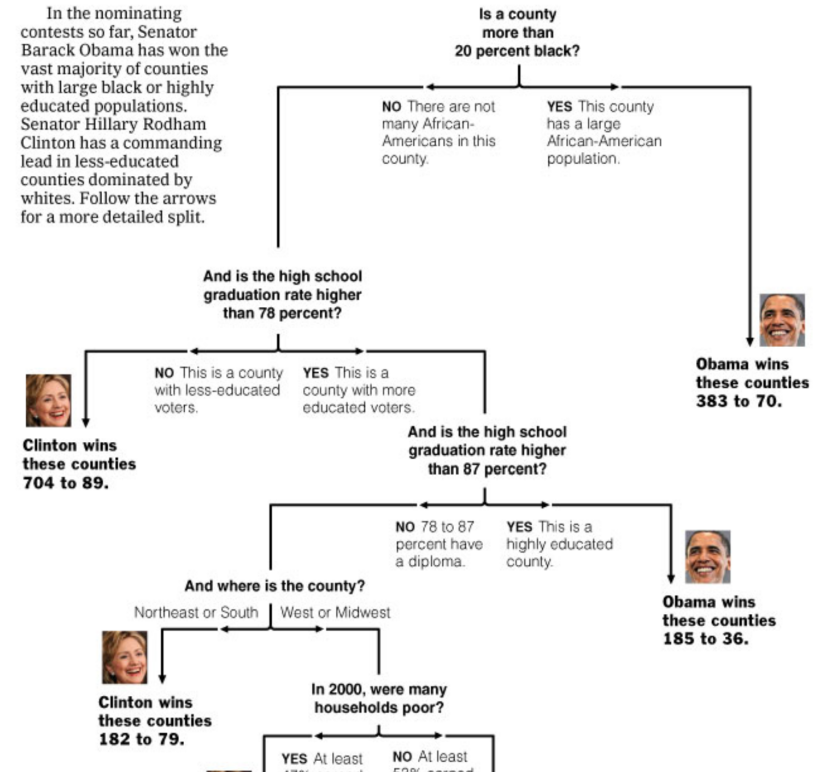 In the nominating
contests so far, Senator
Barack Obama has won the
vast majority of counties
with large black or highly
educated populations.
Senator Hillary Rodham
Clinton has a commanding
lead in less-educated
counties dominated by
whites. Follow the arrows
for a more detailed split.
Is a county
more than
20 percent black?
NO There are not
many African-
Americans in this
county.
YES This county
has a large
African-American
population.
And is the high school
graduation rate higher
than 78 percent?
Obama wins
these counties
383 to 70.
NO This is a county
with less-educated
voters.
YES This is a
county with more
educated voters.
Clinton wins
these counties
704 to 89.
And is the high school
graduation rate higher
than 87 percent?
NO 78 to 87
percent have
a diploma.
YES This is a
highly educated
county.
Obama wins
these counties
185 to 36.
And where is the county?
Northeast or South
West or Midwest
Clinton wins
these counties
182 to 79.
In 2000, were many
households poor?
YES At least
NO At least